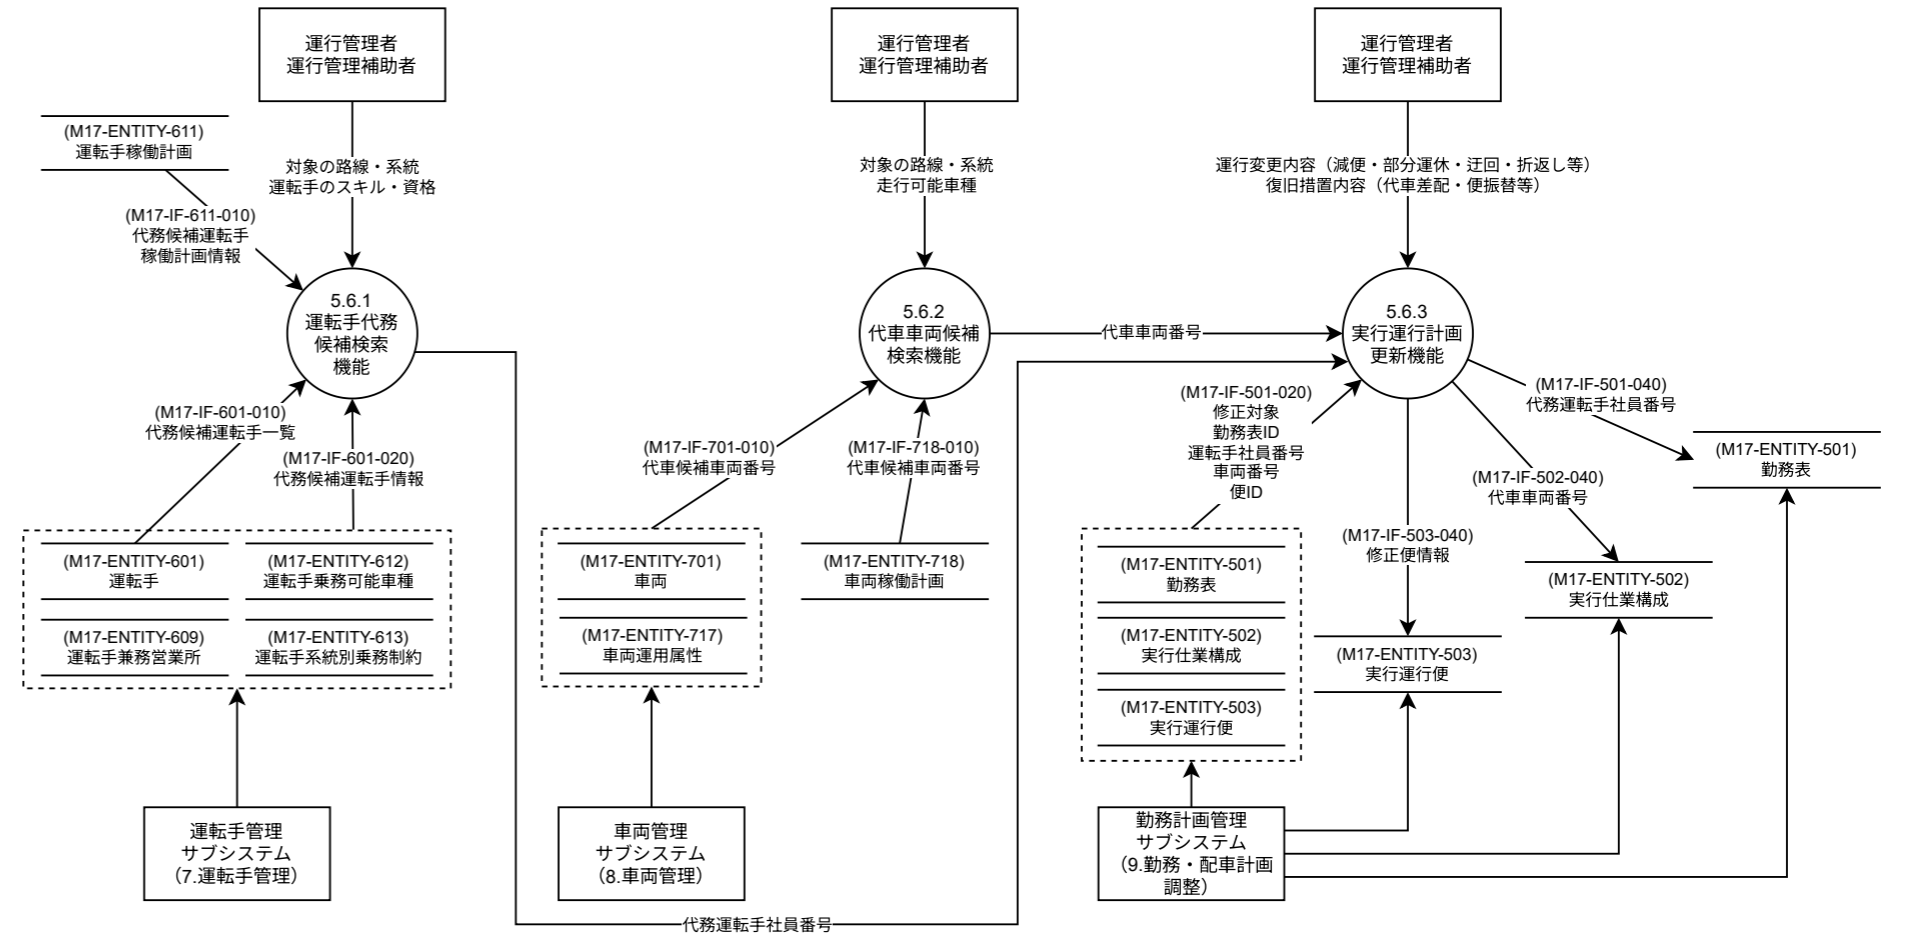 運行管理者
運行管理補助者
運行管理者
運行管理補助者
運行管理者
運行管理補助者
(M17-ENTITY-611)
運転手稼働計画
対象の路線・系統
運転手のスキル・資格
対象の路線・系統
走行可能車種
運行変更内容（減便・部分運休・迂回・折返し等）
復旧措置内容（代車差配・便振替等）
(M17-IF-611-010)
代務候補運転手
稼働計画情報
5.6.1
運転手代務
候補検索
機能
5.6.2
代車車両候補
検索機能
代車車両番号
5.6.3
実行運行計画
更新機能
(M17-IF-601-010)
代務候補運転手一覧
(M17-IF-601-020)
代務候補運転手情報
(M17-IF-701-010)
代車候補車両番号
(M17-IF-718-010)
代車候補車両番号
(M17-IF-501-020)
修正対象
勤務表ID
運転手社員番号
車両番号
便ID
(M17-IF-501-040)
代務運転手社員番号
(M17-ENTITY-501)
勤務表
(M17-IF-502-040)
代車車両番号
(M17-IF-503-040)
修正便情報
(M17-ENTITY-601)
運転手
(M17-ENTITY-612)
運転手乗務可能車種
(M17-ENTITY-609)
運転手兼務営業所
(M17-ENTITY-613)
運転手系統別乗務制約
(M17-ENTITY-701)
車両
(M17-ENTITY-717)
車両運用属性
(M17-ENTITY-718)
車両稼働計画
(M17-ENTITY-501)
勤務表
(M17-ENTITY-502)
実行仕業構成
(M17-ENTITY-503)
実行運行便
(M17-ENTITY-502)
実行仕業構成
(M17-ENTITY-503)
実行運行便
運転手管理
サブシステム
（7.運転手管理）
車両管理
サブシステム
（8.車両管理）
勤務計画管理
サブシステム
（9.勤務・配車計画
調整）
代務運転手社員番号